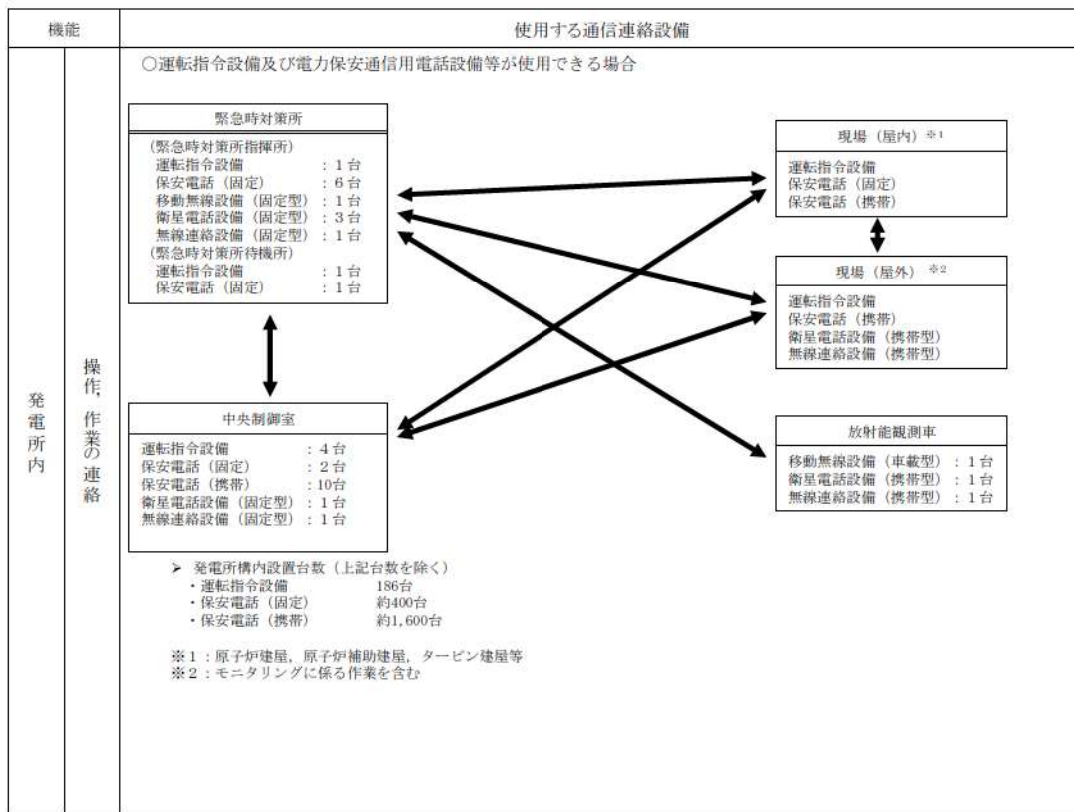 機能
使用する通信連絡設備
発電所内
操作，作業の連絡
○運転指令設備及び電力保安通信用電話設備等が使用できる場合
緊急時対策所
（緊急時対策所指揮所）
運転指令設備 ：１台
保安電話（固定） ：６台
移動無線設備（固定型）：１台
衛星電話設備（固定型）：３台
無線連絡設備（固定型）：１台
（緊急時対策所待機所）
運転指令設備 ：１台
保安電話（固定） ：１台
中央制御室
運転指令設備 ：４台
保安電話（固定） ：２台
保安電話（携帯） ：10台
衛星電話設備（固定型）：１台
無線連絡設備（固定型）：１台
現場（屋内）※1
運転指令設備
保安電話（固定）
保安電話（携帯）
現場（屋外）※2
運転指令設備
保安電話（携帯）
衛星電話設備（携帯型）
無線連絡設備（携帯型）
放射能観測車
移動無線設備（車載型）：１台
衛星電話設備（携帯型）：１台
無線連絡設備（携帯型）：１台
➢ 発電所構内設置台数（上記台数を除く）
・運転指令設備 186台
・保安電話（固定） 約400台
・保安電話（携帯） 約1,600台
※１：原子炉建屋，原子炉補助建屋，タービン建屋等
※２：モニタリングに係る作業を含む